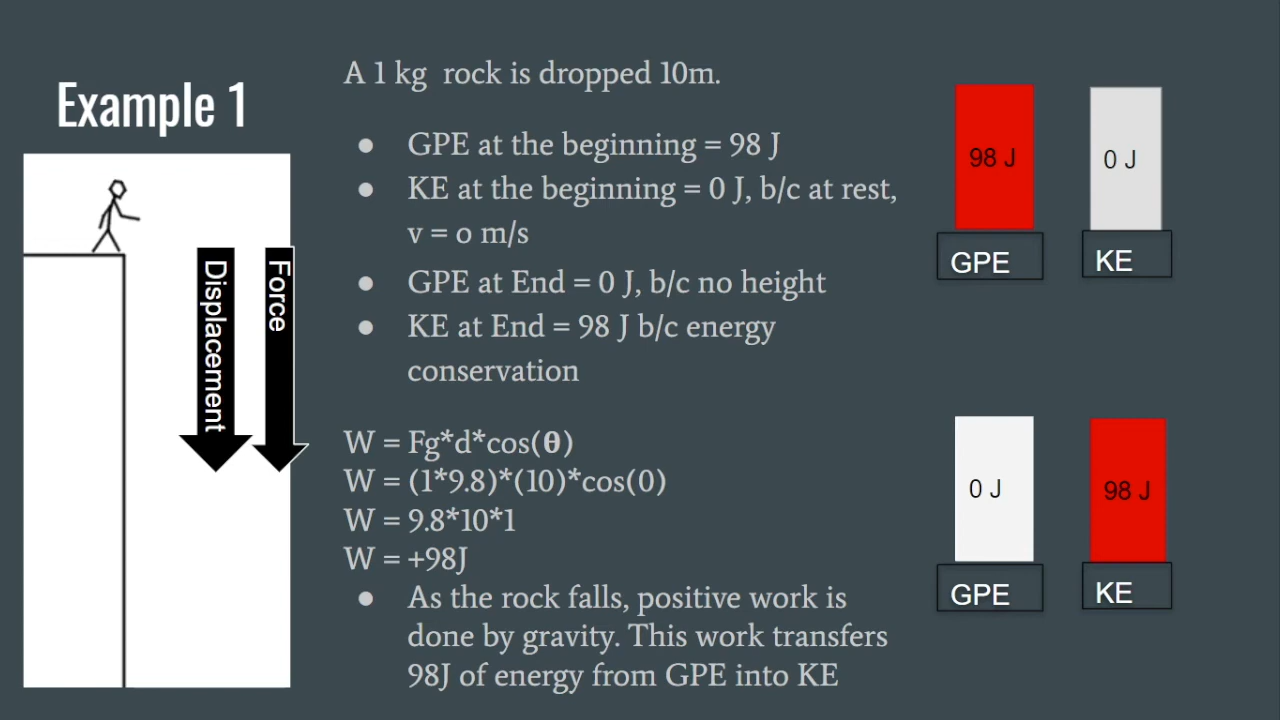 Example 1
Displacement
Force
A 1 kg rock is dropped 10m.
● GPE at the beginning = 98 J
● KE at the beginning = 0 J, b/c at rest,
v = 0 m/s
● GPE at End = 0 J, b/c no height
● KE at End = 98 J b/c energy
conservation
W = Fg*d*cos(θ)
W = (1*9.8)*(10)*cos(0)
W = 9.8*10*1
W = +98J
● As the rock falls, positive work is
done by gravity. This work transfers
98J of energy from GPE into KE
98 J
0 J
GPE
KE
0 J
98 J
GPE
KE